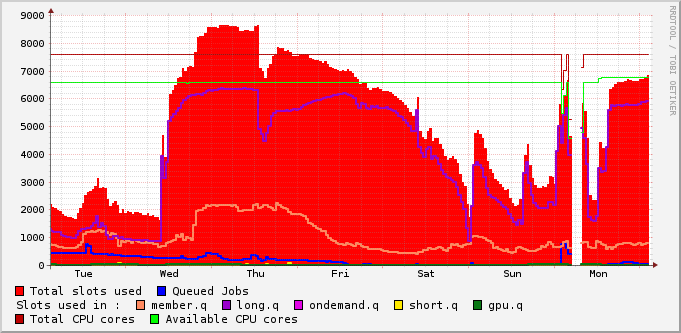 9000
8000
7000
6000
5000
4000
3000
2000
1000
0
Tue Wed Thu Fri Sat Sun Mon
Total slots used Queued Jobs
Slots used in : member.q long.q ondemand.q short.q gpu.q
Total CPU cores Available CPU cores
RRDTOOL / TOBI OETIKER